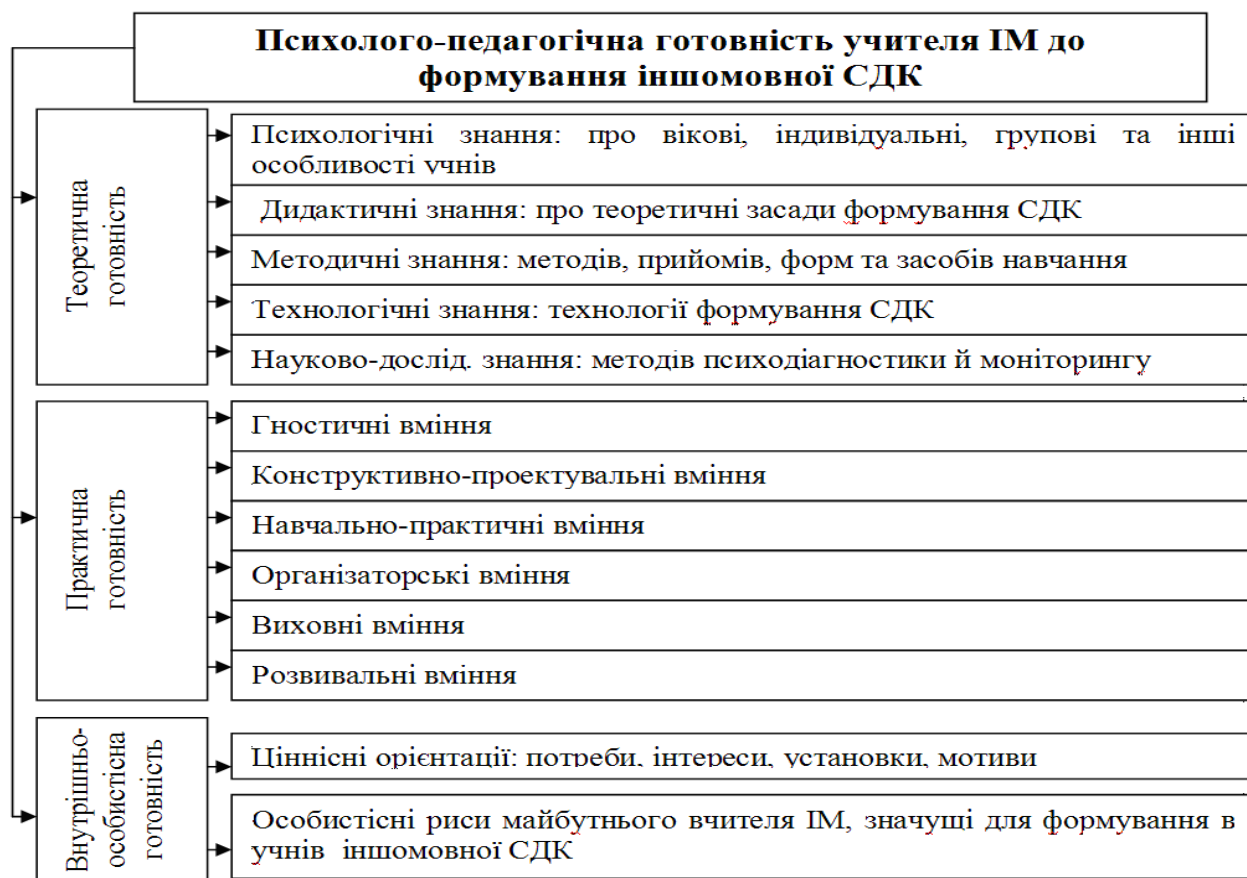 Психолого-педагогічна готовність учителя ІМ до
формування іншомовної СДК
Теоретична
готовність
Психологічні знання: про вікові, індивідуальні, групові та інші
особливості учнів
Дидактичні знання: про теоретичні засади формування СДК
Методичні знання: методів, прийомів, форм та засобів навчання
Технологічні знання: технології формування СДК
Науково-дослід. знання: методів психодіагностики й моніторингу
Практична
готовність
Гностичні вміння
Конструктивно-проектувальні вміння
Навчально-практичні вміння
Організаторські вміння
Виховні вміння
Розвивальні вміння
Внутрішньо-
особистісна
готовність
Ціннісні орієнтації: потреби, інтереси, установки, мотиви
Особистісні риси майбутнього вчителя ІМ, значущі для формування в
учнів іншомовної СДК